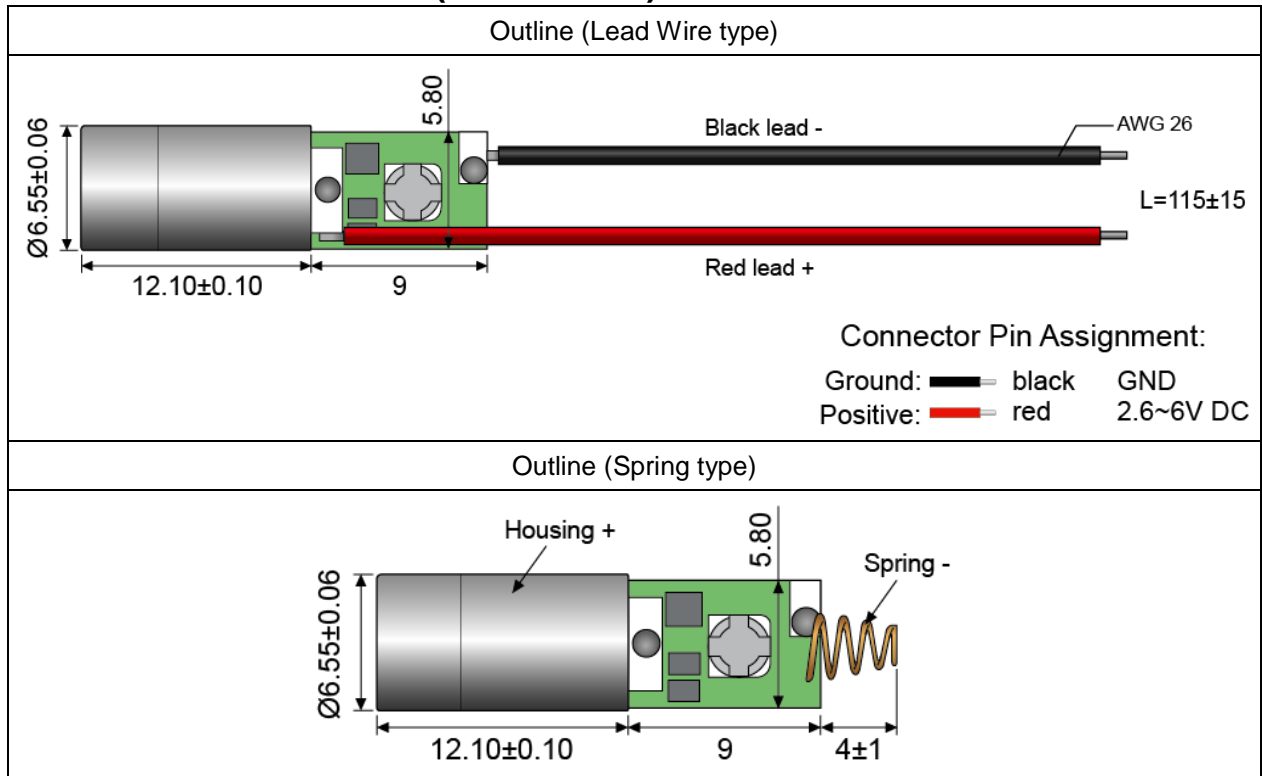 Outline (Lead Wire type)
5.80
Black lead -
AWG 26
Ø6.55±0.06
L=115±15
12.10±0.10
9
Red lead +
Connector Pin Assignment:
Ground: black GND
Positive: red 2.6~6V DC
Outline (Spring type)
Housing +
5.80
Spring -
Ø6.55±0.06
12.10±0.10
9
4±1